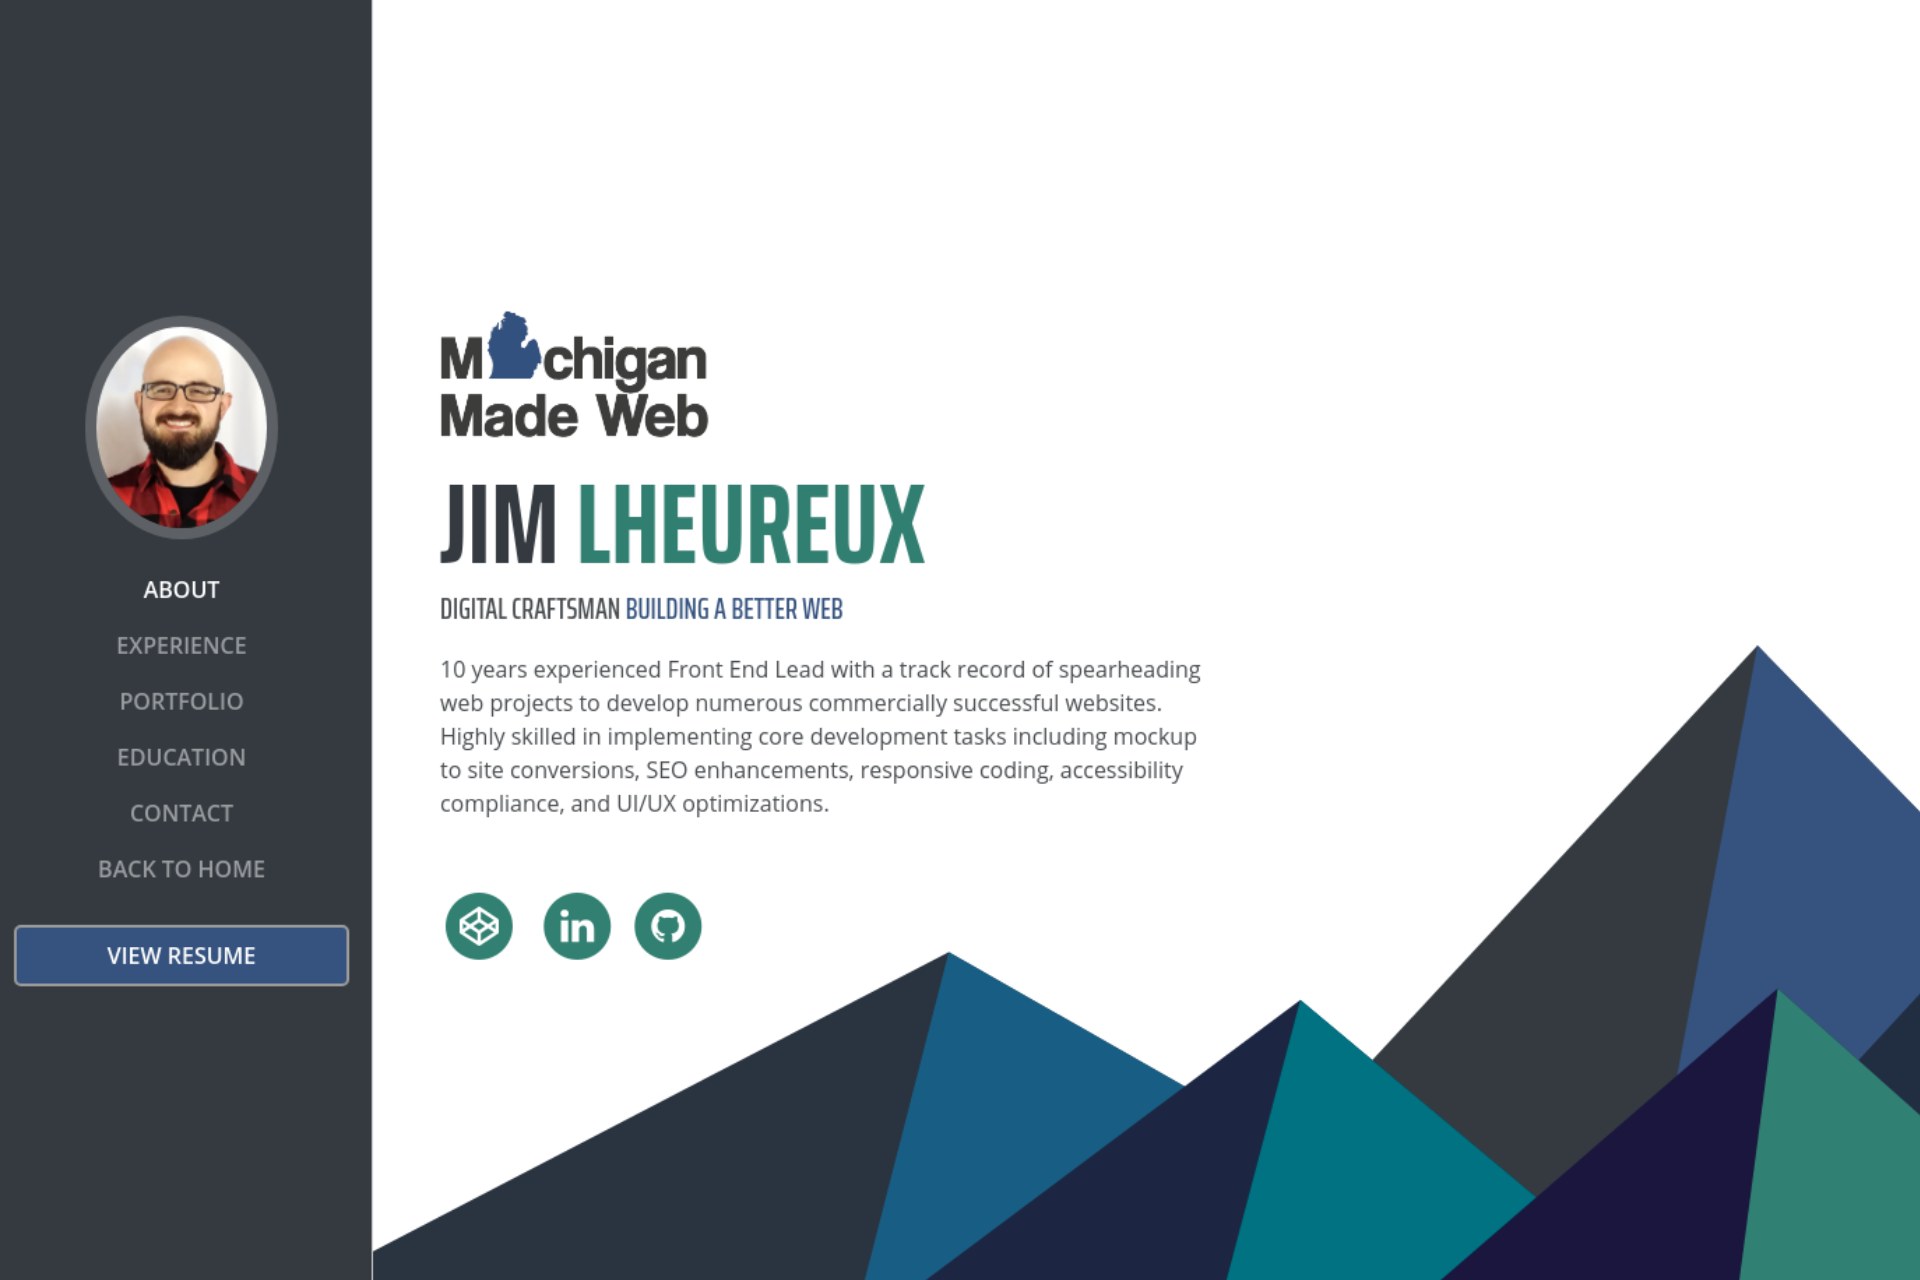 ABOUT
EXPERIENCE
PORTFOLIO
EDUCATION
CONTACT
BACK TO HOME
VIEW RESUME
M chigan
Made Web
JIM LHEUREUX
DIGITAL CRAFTSMAN BUILDING A BETTER WEB
10 years experienced Front End Lead with a track record of spearheading
web projects to develop numerous commercially successful websites.
Highly skilled in implementing core development tasks including mockup
to site conversions, SEO enhancements, responsive coding, accessibility
compliance, and UI/UX optimizations.
in